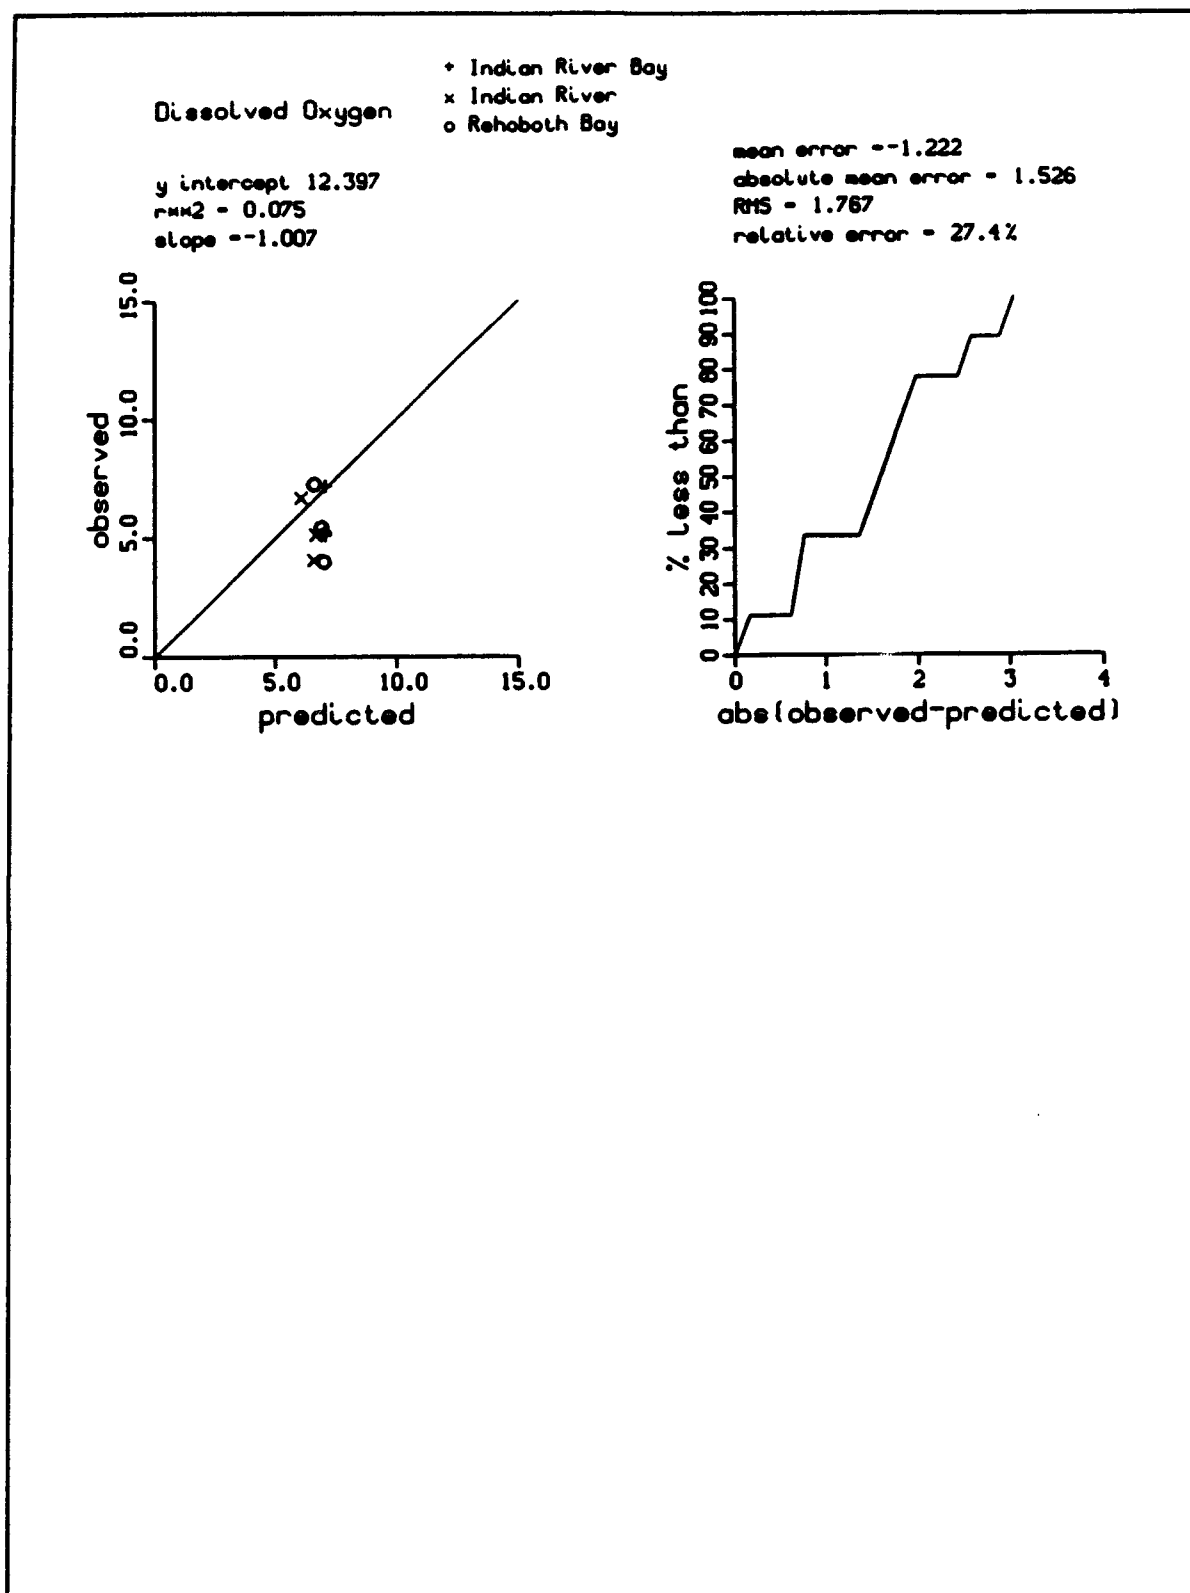 + Indian River Bay
x Indian River
o Rehoboth Bay
Dissolved Oxygen
y intercept 12.397
r**2 = 0.075
slope =-1.007
mean error =-1.222
absolute mean error = 1.526
RMS = 1.767
relative error = 27.4%
15.0
10.0
5.0
0.0
observed
0.0 5.0 10.0 15.0
predicted
100
90
80
70
60
50
40
30
20
10
0
% less than
0 1 2 3 4
abs(observed-predicted)